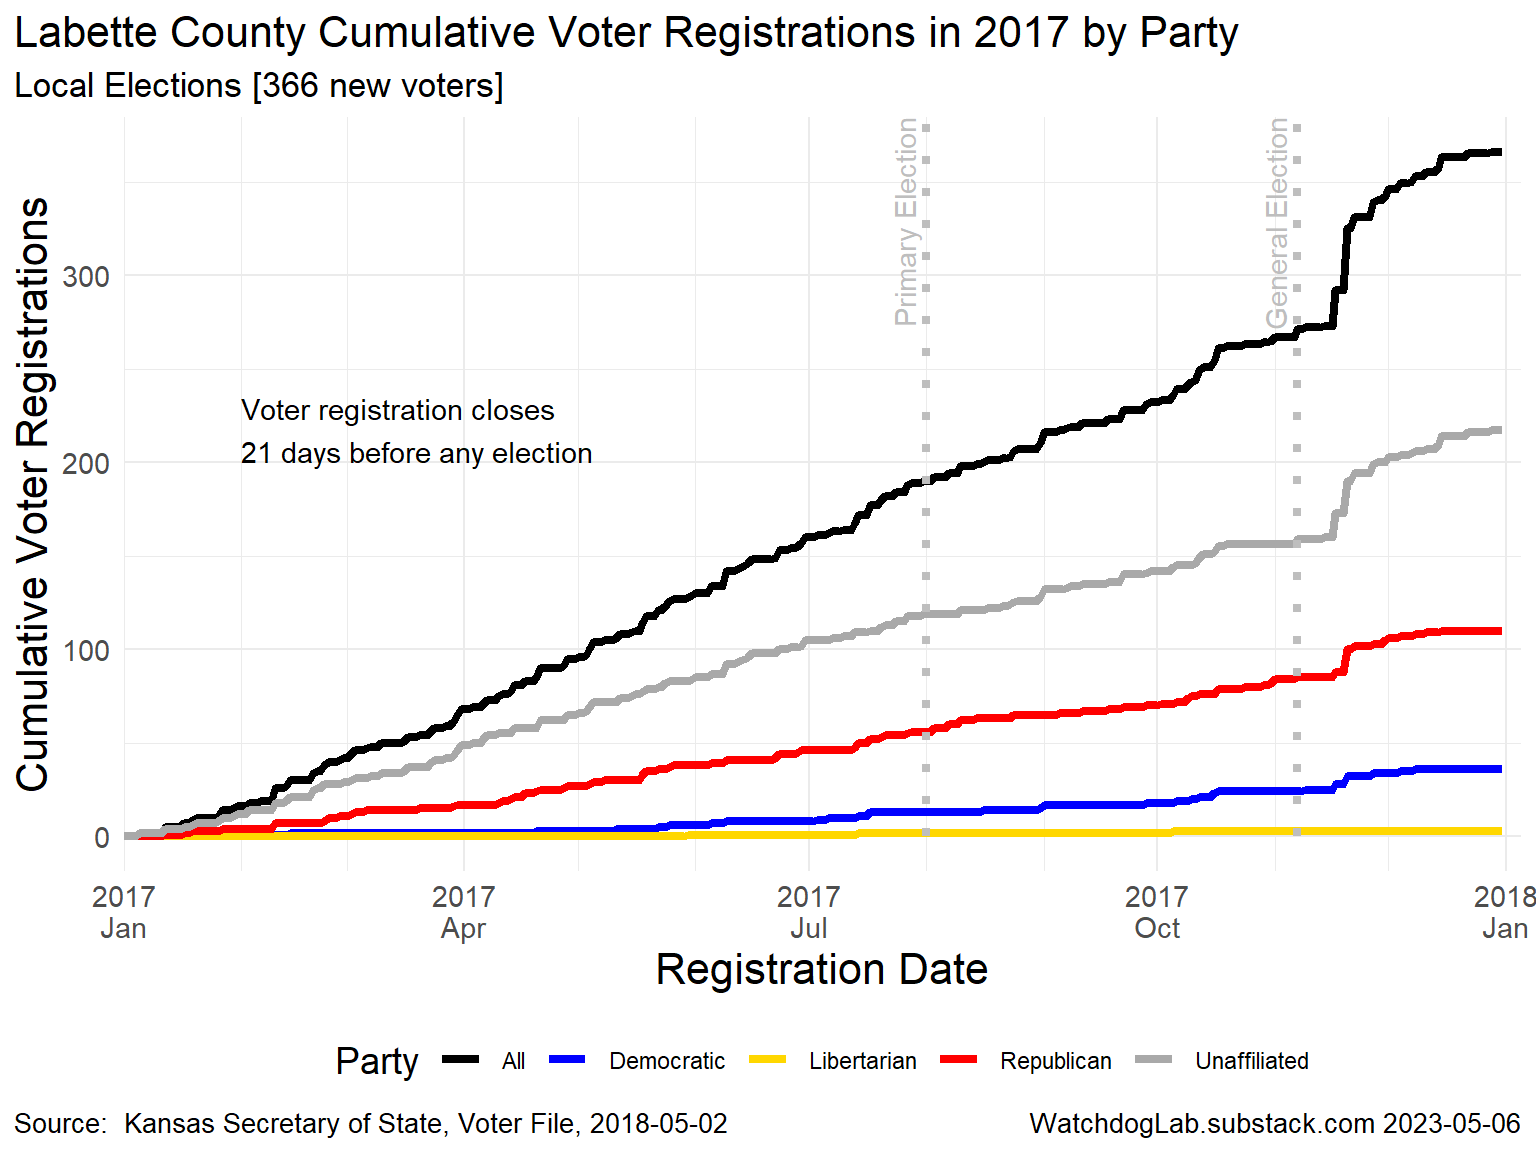 Labette County Cumulative Voter Registrations in 2017 by Party
Local Elections [366 new voters]
Cumulative Voter Registrations
300
200
100
0
Primary Election
General Election
Voter registration closes
21 days before any election
2017 2017 2017 2017 2018
Jan Apr Jul Oct Jan
Registration Date
Party All Democratic Libertarian Republican Unaffiliated
Source:  Kansas Secretary of State, Voter File, 2018-05-02
WatchdogLab.substack.com 2023-05-06